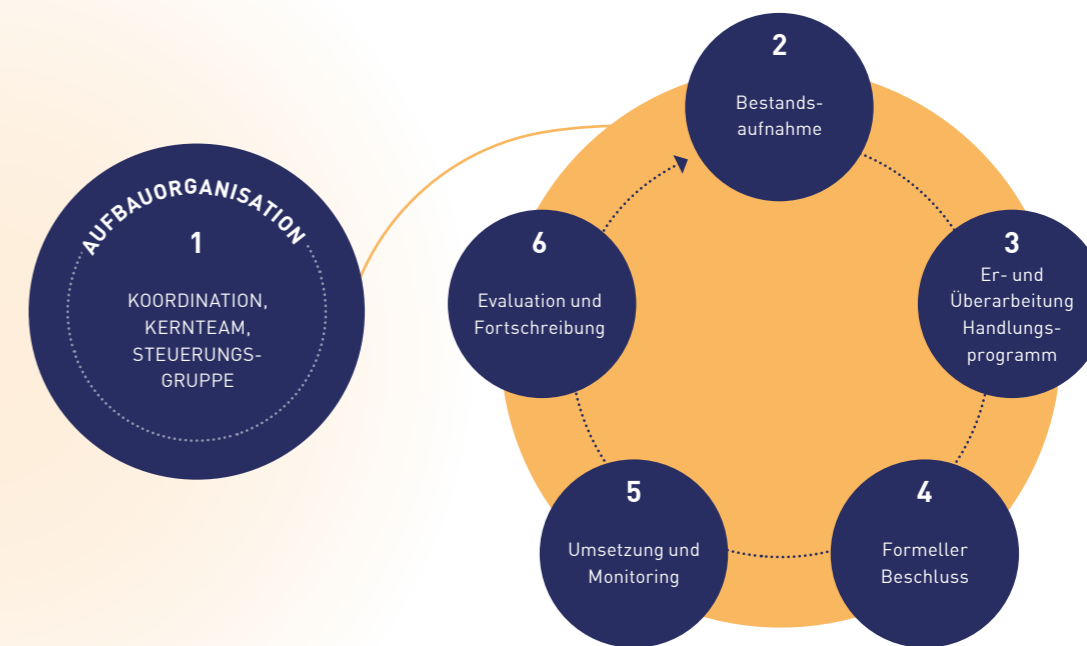 AUFBAUORGANISATION
1
KOORDINATION,
KERNTEAM,
STEUERUNGS-
GRUPPE
2
Bestands-
aufnahme
3
Er- und
Überarbeitung
Handlungs-
programm
4
Formeller
Beschluss
5
Umsetzung und
Monitoring
6
Evaluation und
Fortschreibung